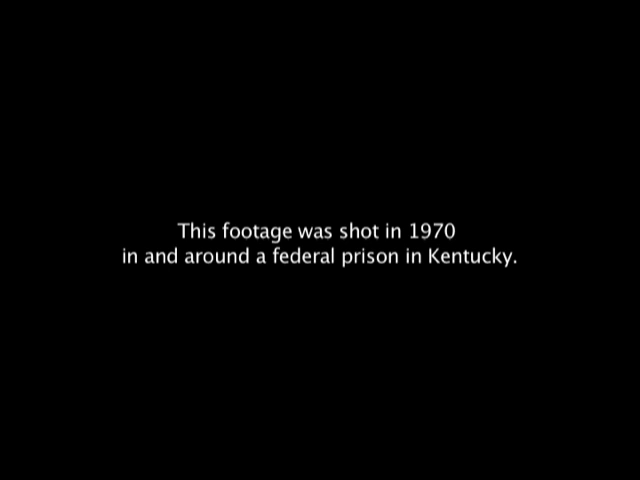 This footage was shot in 1970
in and around a federal prison in Kentucky.